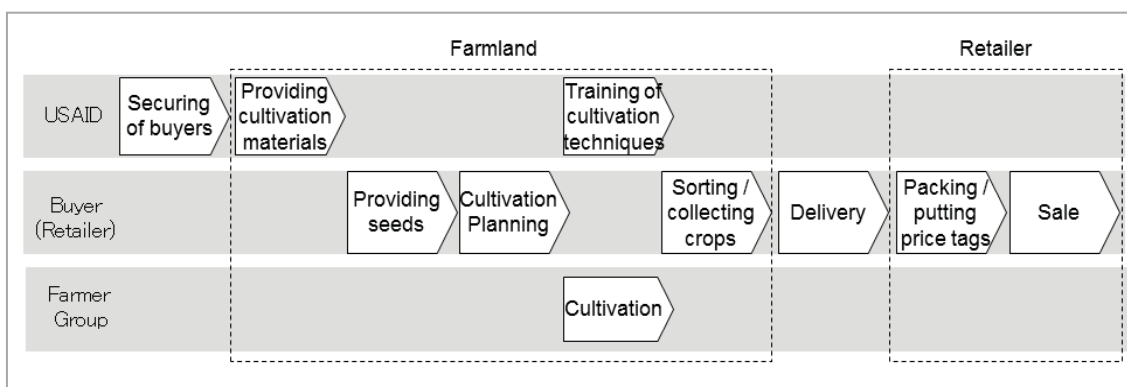 Farmland
Retailer
USAID
Securing
of buyers
Providing
cultivation
materials
Training of
cultivation
techniques
Buyer
(Retailer)
Providing
seeds
Cultivation
Planning
Sorting /
collecting
crops
Delivery
Packing /
putting
price tags
Sale
Farmer
Group
Cultivation